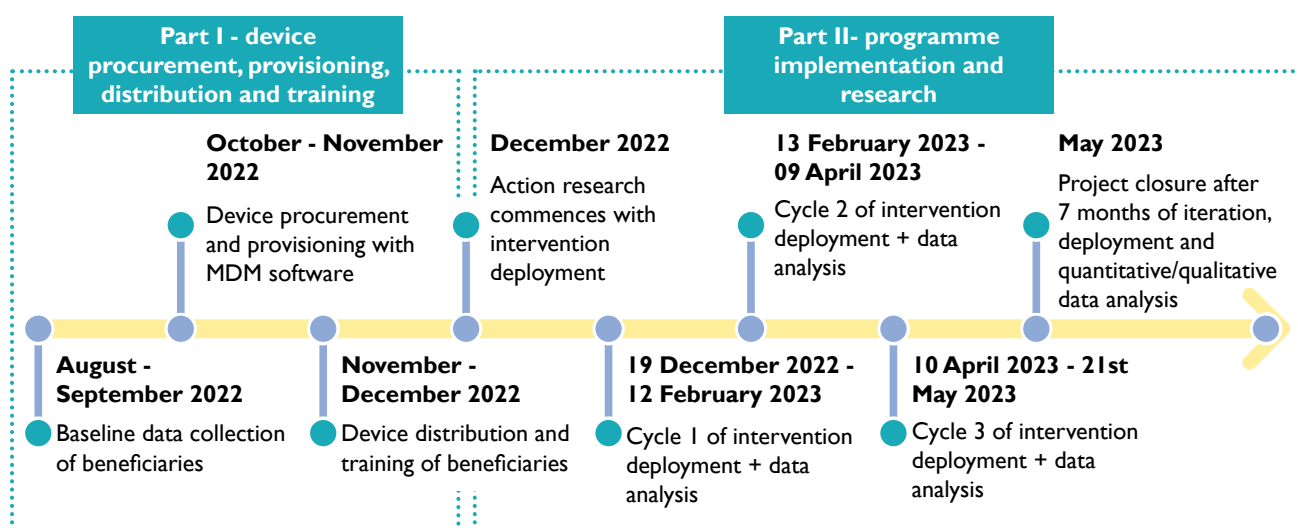 Part I - device
procurement, provisioning,
distribution and training
Part II- programme
implementation and
research
October - November
2022
Device procurement
and provisioning with
MDM software
December 2022
Action research
commences with
intervention
deployment
13 February 2023 -
09 April 2023
Cycle 2 of intervention
deployment + data
analysis
May 2023
Project closure after
7 months of iteration,
deployment and
quantitative/qualitative
data analysis
August -
September 2022
Baseline data collection
of beneficiaries
November -
December 2022
Device distribution and
training of beneficiaries
19 December 2022 -
12 February 2023
Cycle 1 of intervention
deployment + data
analysis
10 April 2023 - 21st
May 2023
Cycle 3 of intervention
deployment + data
analysis